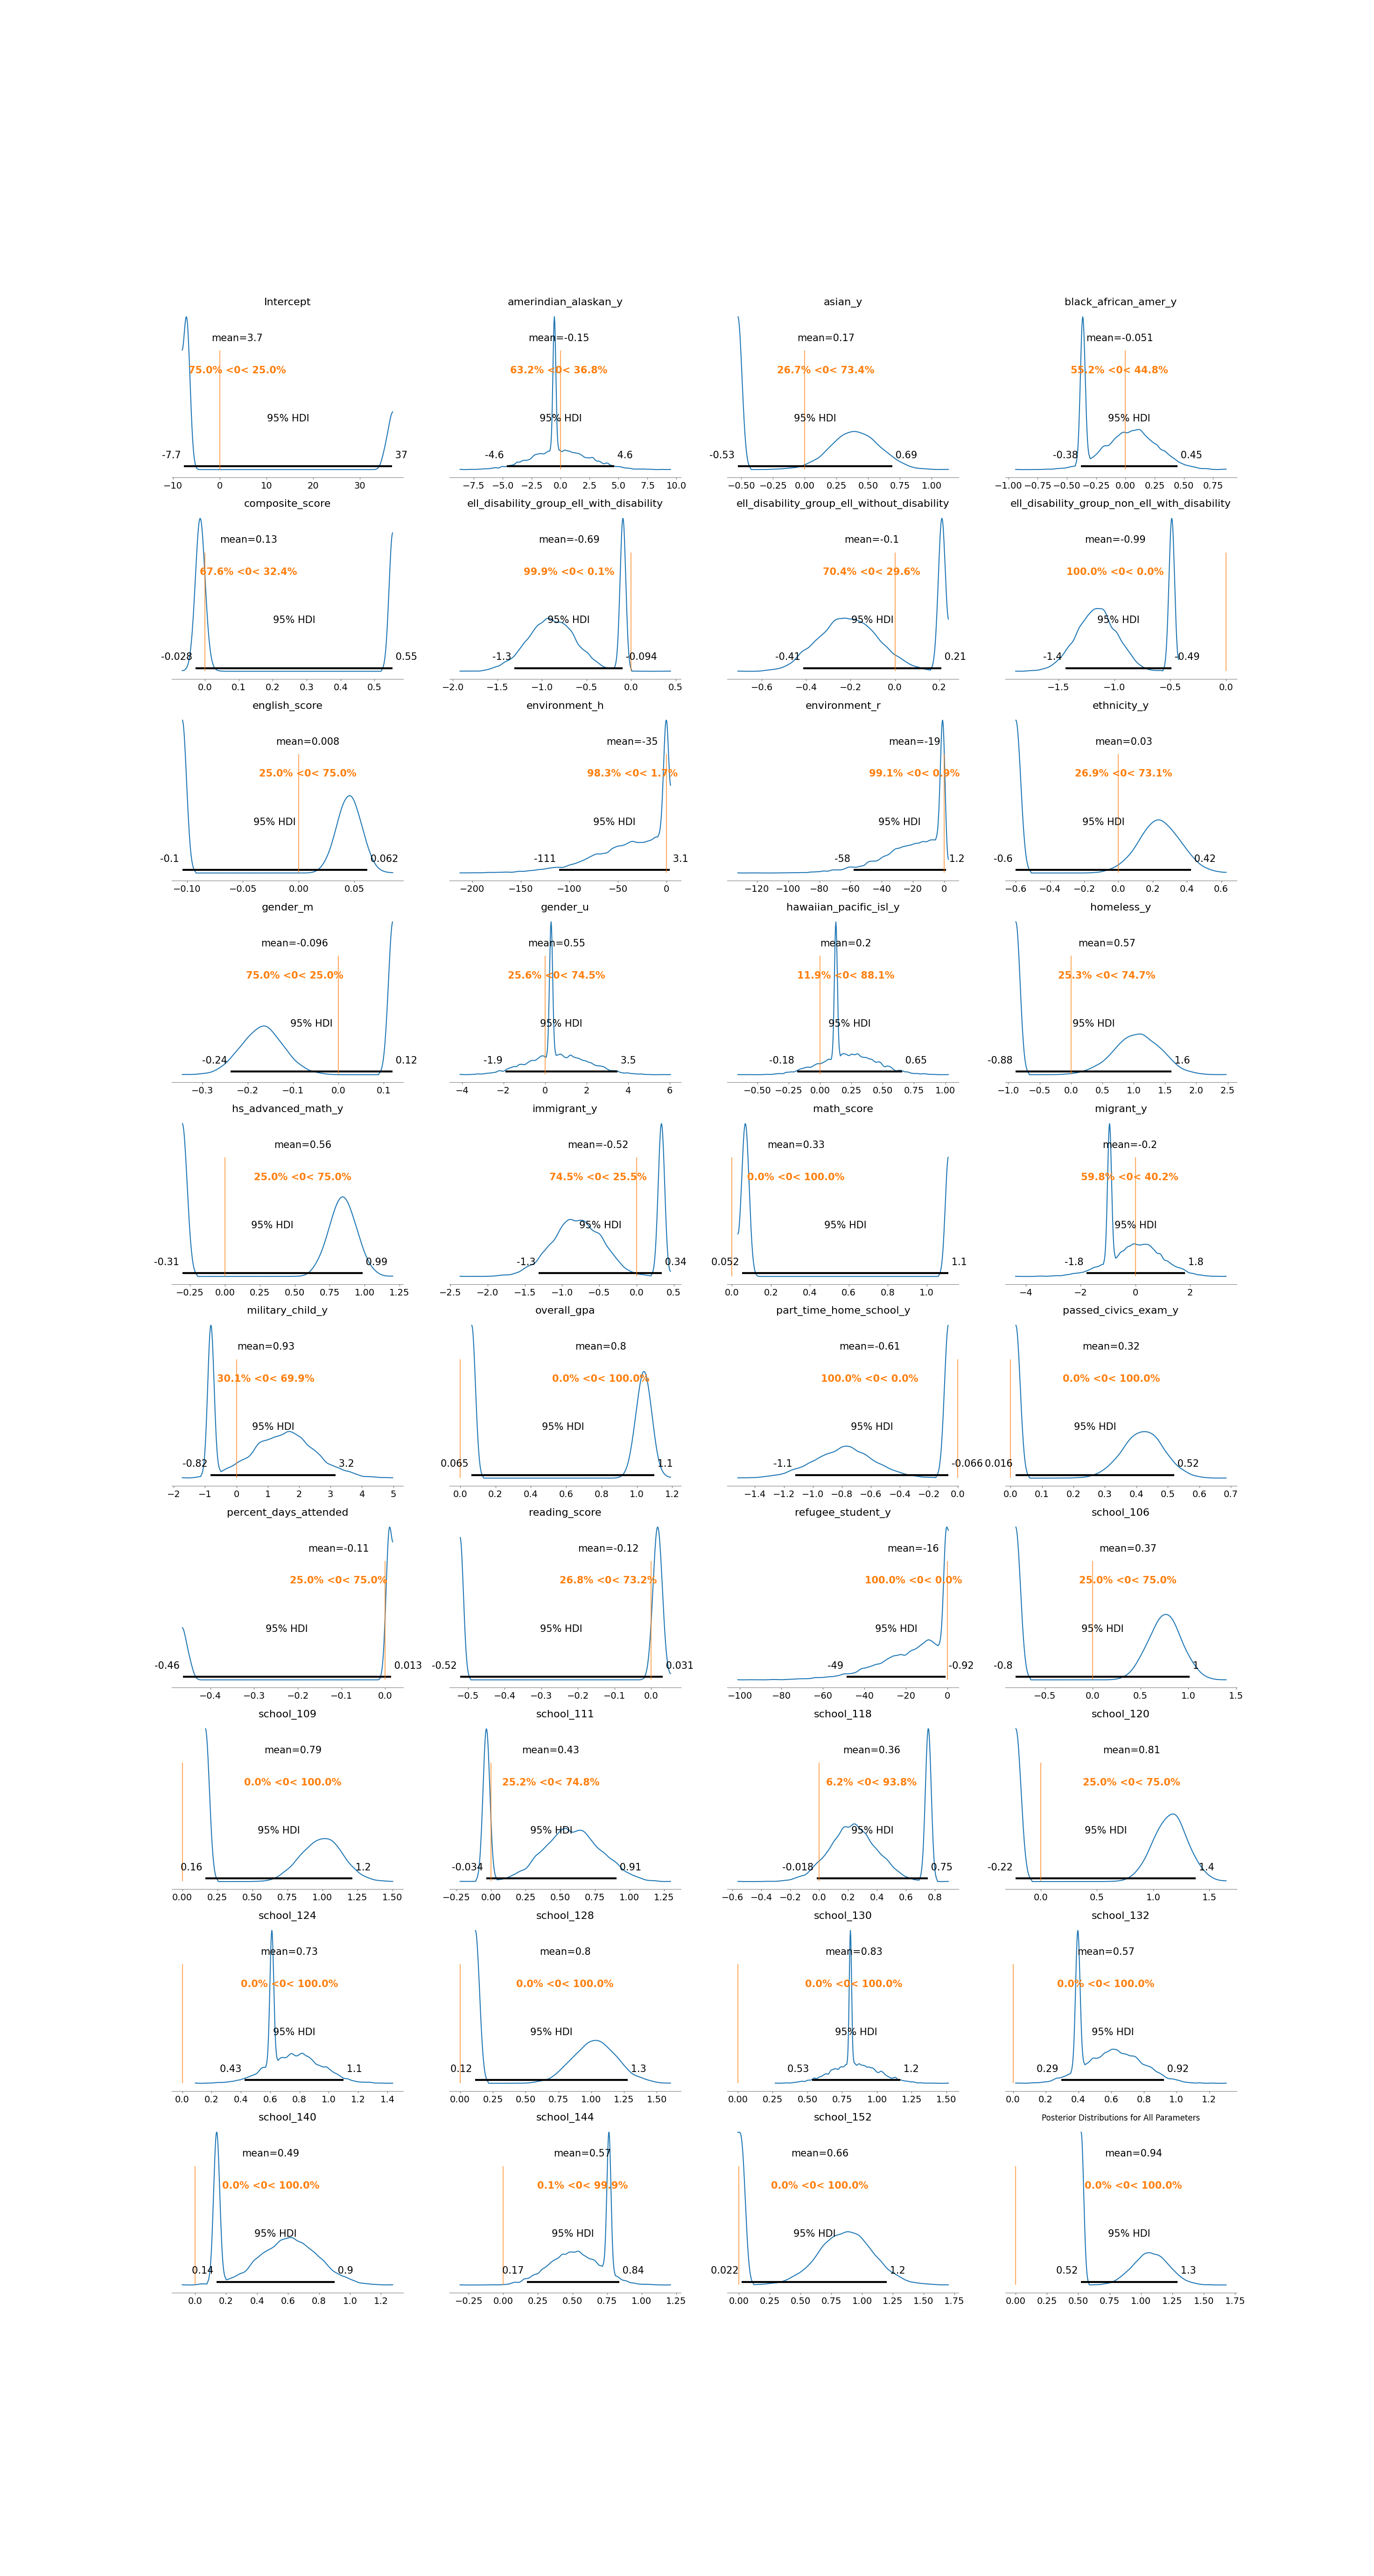 Intercept
amerindian_alaskan_y
asian_y
black_african_amer_y
mean=3.7
mean=-0.15
mean=0.17
mean=-0.051
75.0% <0< 25.0%
63.2% <0< 36.8%
26.7% <0< 73.4%
55.2% <0< 44.8%
95% HDI
95% HDI
95% HDI
95% HDI
-7.7 37
-4.6 4.6
-0.53 0.69
-0.38 0.45
−10 0 10 20 30
−7.5 −5.0 −2.5 0.0 2.5 5.0 7.5 10.0
−0.50 −0.25 0.00 0.25 0.50 0.75 1.00
−1.00 −0.75 −0.50 −0.25 0.00 0.25 0.50 0.75
composite_score
ell_disability_group_ell_with_disability
ell_disability_group_ell_without_disability
ell_disability_group_non_ell_with_disability
mean=0.13
mean=-0.69
mean=-0.1
mean=-0.99
67.6% <0< 32.4%
99.9% <0< 0.1%
70.4% <0< 29.6%
100.0% <0< 0.0%
95% HDI
95% HDI
95% HDI
95% HDI
-0.028 0.55
-1.3 -0.094
-0.41 0.21
-1.4 -0.49
0.0 0.1 0.2 0.3 0.4 0.5
−2.0 −1.5 −1.0 −0.5 0.0 0.5
−0.6 −0.4 −0.2 0.0 0.2
−1.5 −1.0 −0.5 0.0
english_score
environment_h
environment_r
ethnicity_y
mean=0.008
mean=-35
mean=-19
mean=0.03
25.0% <0< 75.0%
98.3% <0< 1.7%
99.1% <0< 0.9%
26.9% <0< 73.1%
95% HDI
95% HDI
95% HDI
95% HDI
-0.1 0.062
-111 3.1
-58 1.2
-0.6 0.42
−0.10 −0.05 0.00 0.05
−200 −150 −100 −50 0
−120 −100 −80 −60 −40 −20 0
−0.6 −0.4 −0.2 0.0 0.2 0.4 0.6
gender_m
gender_u
hawaiian_pacific_isl_y
homeless_y
mean=-0.096
mean=0.55
mean=0.2
mean=0.57
75.0% <0< 25.0%
25.6% <0< 74.5%
11.9% <0< 88.1%
25.3% <0< 74.7%
95% HDI
95% HDI
95% HDI
95% HDI
-0.24 0.12
-1.9 3.5
-0.18 0.65
-0.88 1.6
−0.3 −0.2 −0.1 0.0 0.1
−4 −2 0 2 4 6
−0.50 −0.25 0.00 0.25 0.50 0.75 1.00
−1.0 −0.5 0.0 0.5 1.0 1.5 2.0 2.5
hs_advanced_math_y
immigrant_y
math_score
migrant_y
mean=0.56
mean=-0.52
mean=0.33
mean=-0.2
25.0% <0< 75.0%
74.5% <0< 25.5%
0.0% <0< 100.0%
59.8% <0< 40.2%
95% HDI
95% HDI
95% HDI
95% HDI
-0.31 0.99
-1.3 0.34
0.052 1.1
-1.8 1.8
−0.25 0.00 0.25 0.50 0.75 1.00 1.25
−2.5 −2.0 −1.5 −1.0 −0.5 0.0 0.5
0.0 0.2 0.4 0.6 0.8 1.0
−4 −2 0 2
military_child_y
overall_gpa
part_time_home_school_y
passed_civics_exam_y
mean=0.93
mean=0.8
mean=-0.61
mean=0.32
30.1% <0< 69.9%
0.0% <0< 100.0%
100.0% <0< 0.0%
0.0% <0< 100.0%
95% HDI
95% HDI
95% HDI
95% HDI
-0.82 3.2
0.065 1.1
-1.1 -0.066
0.016 0.52
−2 −1 0 1 2 3 4 5
0.0 0.2 0.4 0.6 0.8 1.0 1.2
−1.4 −1.2 −1.0 −0.8 −0.6 −0.4 −0.2 0.0
0.0 0.1 0.2 0.3 0.4 0.5 0.6 0.7
percent_days_attended
reading_score
refugee_student_y
school_106
mean=-0.11
mean=-0.12
mean=-16
mean=0.37
25.0% <0< 75.0%
26.8% <0< 73.2%
100.0% <0< 0.0%
25.0% <0< 75.0%
95% HDI
95% HDI
95% HDI
95% HDI
-0.46 0.013
-0.52 0.031
-49 -0.92
-0.8 1
−0.4 −0.3 −0.2 −0.1 0.0
−0.5 −0.4 −0.3 −0.2 −0.1 0.0
−100 −80 −60 −40 −20 0
−0.5 0.0 0.5 1.0 1.5
school_109
school_111
school_118
school_120
mean=0.79
mean=0.43
mean=0.36
mean=0.81
0.0% <0< 100.0%
25.2% <0< 74.8%
6.2% <0< 93.8%
25.0% <0< 75.0%
95% HDI
95% HDI
95% HDI
95% HDI
0.16 1.2
-0.034 0.91
-0.018 0.75
-0.22 1.4
0.00 0.25 0.50 0.75 1.00 1.25 1.50
−0.25 0.00 0.25 0.50 0.75 1.00 1.25
−0.6 −0.4 −0.2 0.0 0.2 0.4 0.6 0.8
0.0 0.5 1.0 1.5
school_124
school_128
school_130
school_132
mean=0.73
mean=0.8
mean=0.83
mean=0.57
0.0% <0< 100.0%
0.0% <0< 100.0%
0.0% <0< 100.0%
0.0% <0< 100.0%
95% HDI
95% HDI
95% HDI
95% HDI
0.43 1.1
0.12 1.3
0.53 1.2
0.29 0.92
0.0 0.2 0.4 0.6 0.8 1.0 1.2 1.4
0.00 0.25 0.50 0.75 1.00 1.25 1.50
0.00 0.25 0.50 0.75 1.00 1.25 1.50
0.0 0.2 0.4 0.6 0.8 1.0 1.2
school_140
school_144
school_152
Posterior Distributions for All Parameters
mean=0.49
mean=0.57
mean=0.66
mean=0.94
0.0% <0< 100.0%
0.1% <0< 99.9%
0.0% <0< 100.0%
0.0% <0< 100.0%
95% HDI
95% HDI
95% HDI
95% HDI
0.14 0.9
0.17 0.84
0.022 1.2
0.52 1.3
0.0 0.2 0.4 0.6 0.8 1.0 1.2
−0.25 0.00 0.25 0.50 0.75 1.00 1.25
0.00 0.25 0.50 0.75 1.00 1.25 1.50 1.75
0.00 0.25 0.50 0.75 1.00 1.25 1.50 1.75